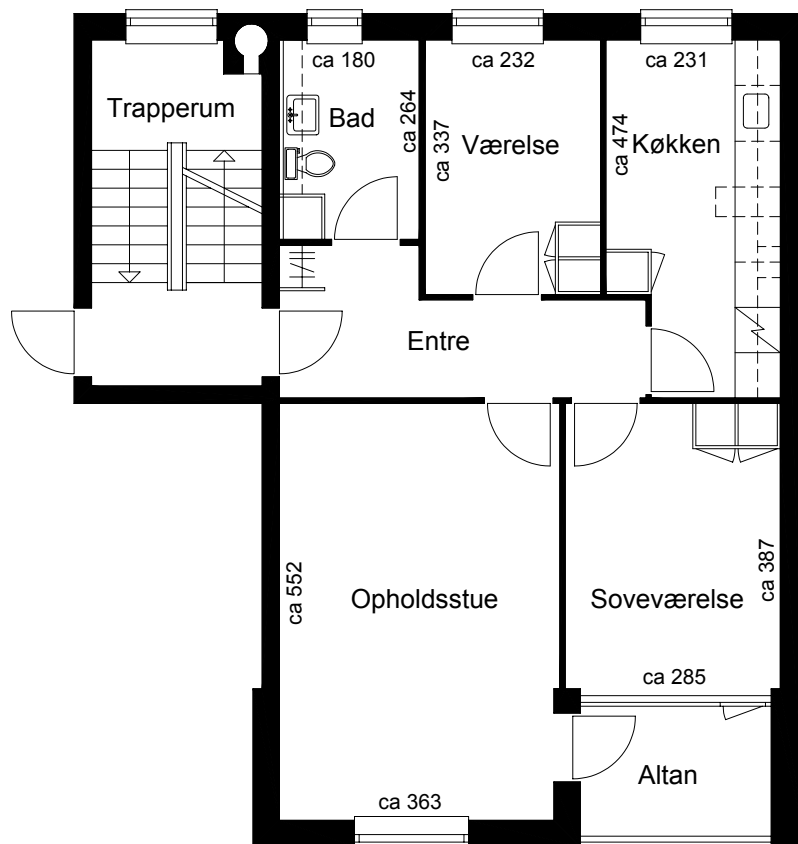 ca 180
ca 232
ca 231
Trapperum
Bad
ca 264
ca 337
Værelse
ca 474
Køkken
Entre
ca 552
Opholdsstue
Soveværelse
ca 387
ca 285
Altan
ca 363